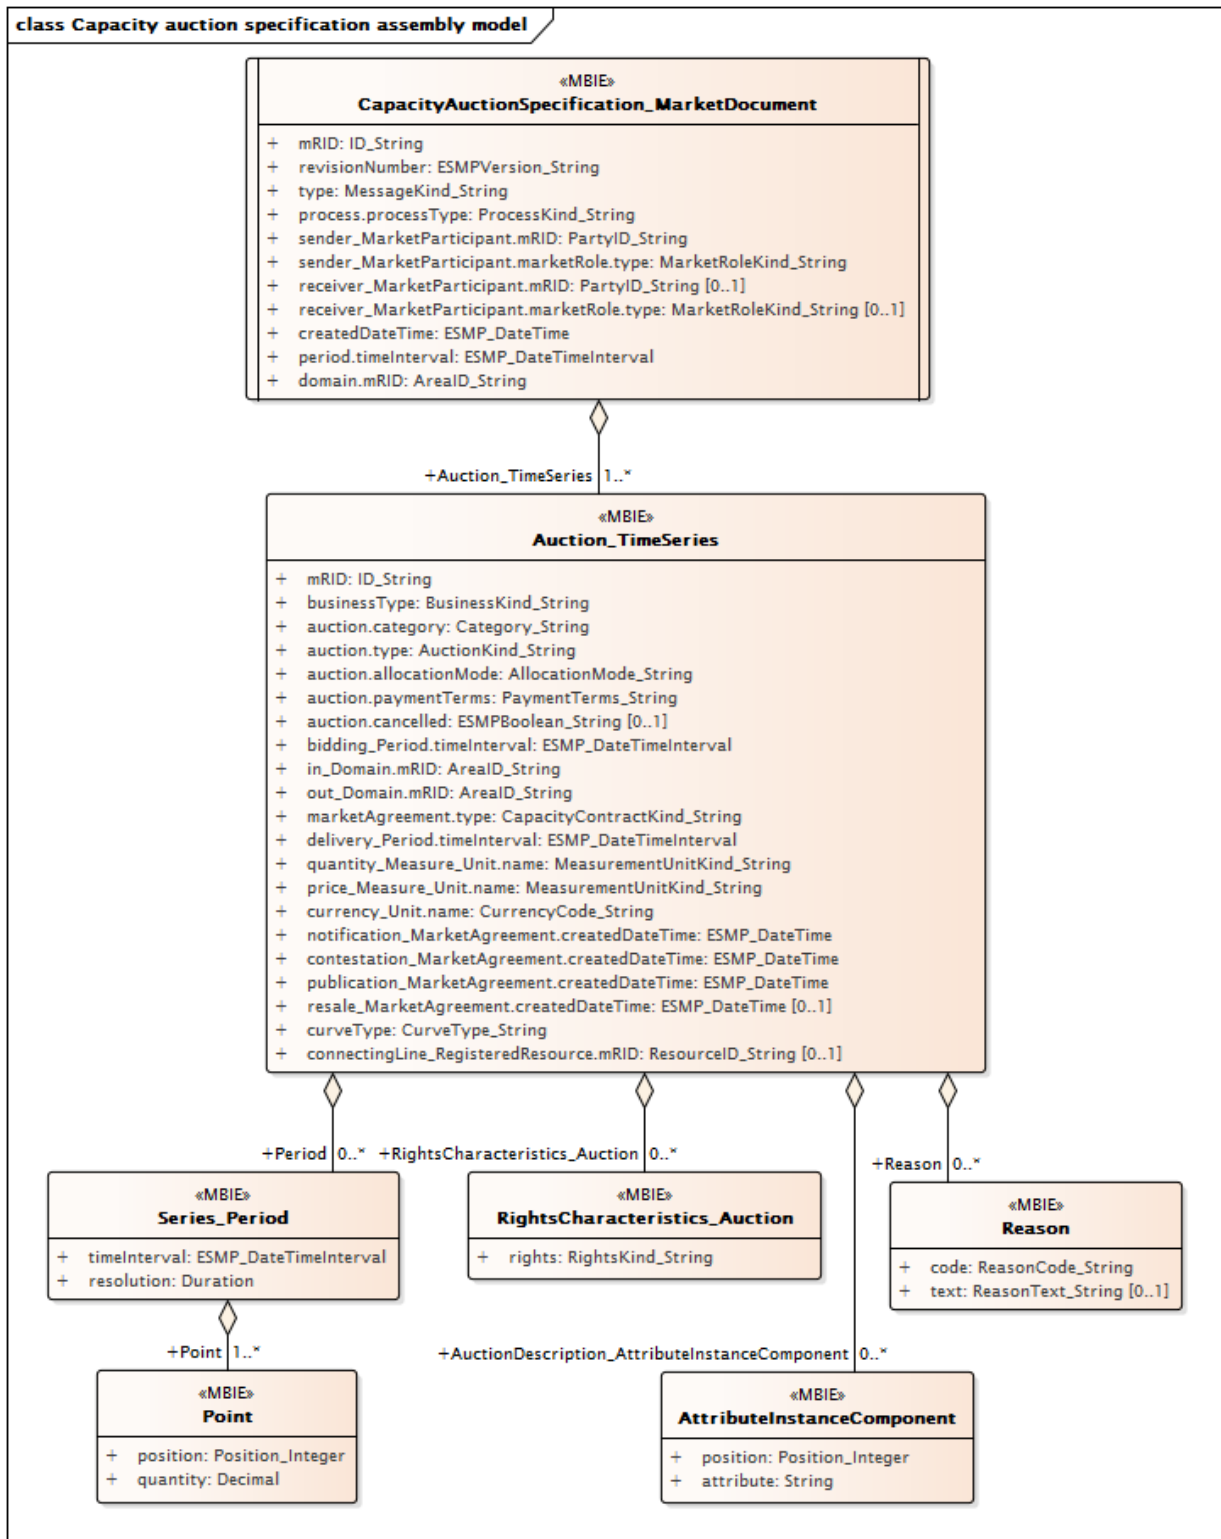 class Capacity auction specification assembly model
«MBIE»
CapacityAuctionSpecification_MarketDocument
+ mRID: ID_String
+ revisionNumber: ESMPVersion_String
+ type: MessageKind_String
+ process.processType: ProcessKind_String
+ sender_MarketParticipant.mRID: PartyID_String
+ sender_MarketParticipant.marketRole.type: MarketRoleKind_String
+ receiver_MarketParticipant.mRID: PartyID_String [0..1]
+ receiver_MarketParticipant.marketRole.type: MarketRoleKind_String [0..1]
+ createdDateTime: ESMP_DateTime
+ period.timeInterval: ESMP_DateTimeInterval
+ domain.mRID: AreaID_String
+Auction_TimeSeries 1..*
«MBIE»
Auction_TimeSeries
+ mRID: ID_String
+ businessType: BusinessKind_String
+ auction.category: Category_String
+ auction.type: AuctionKind_String
+ auction.allocationMode: AllocationMode_String
+ auction.paymentTerms: PaymentTerms_String
+ auction.cancelled: ESMPBoolean_String [0..1]
+ bidding_Period.timeInterval: ESMP_DateTimeInterval
+ in_Domain.mRID: AreaID_String
+ out_Domain.mRID: AreaID_String
+ marketAgreement.type: CapacityContractKind_String
+ delivery_Period.timeInterval: ESMP_DateTimeInterval
+ quantity_Measure_Unit.name: MeasurementUnitKind_String
+ price_Measure_Unit.name: MeasurementUnitKind_String
+ currency_Unit.name: CurrencyCode_String
+ notification_MarketAgreement.createdDateTime: ESMP_DateTime
+ contestation_MarketAgreement.createdDateTime: ESMP_DateTime
+ publication_MarketAgreement.createdDateTime: ESMP_DateTime
+ resale_MarketAgreement.createdDateTime: ESMP_DateTime [0..1]
+ curveType: CurveType_String
+ connectingLine_RegisteredResource.mRID: ResourceID_String [0..1]
+Period 0..*
+RightsCharacteristics_Auction 0..*
+Reason 0..*
«MBIE»
Series_Period
+ timeInterval: ESMP_DateTimeInterval
+ resolution: Duration
«MBIE»
RightsCharacteristics_Auction
+ rights: RightsKind_String
«MBIE»
Reason
+ code: ReasonCode_String
+ text: ReasonText_String [0..1]
+Point 1..*
+AuctionDescription_AttributeInstanceComponent 0..*
«MBIE»
Point
+ position: Position_Integer
+ quantity: Decimal
«MBIE»
AttributeInstanceComponent
+ position: Position_Integer
+ attribute: String